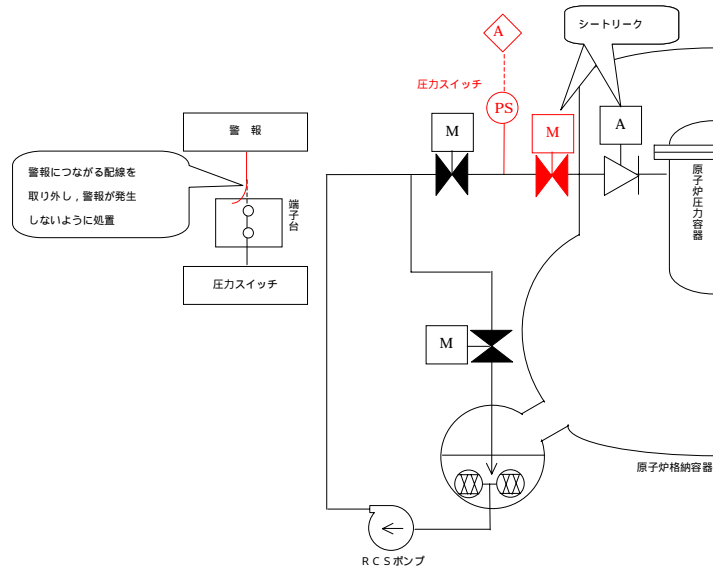 シートリーク
A
圧力スイッチ
PS
M
M
A
警 報
警報につながる配線を
取り外し，警報が発生
しないように処置
端子台
圧力スイッチ
原子炉圧力容器
M
原子炉格納容器
ＲＣＳポンプ